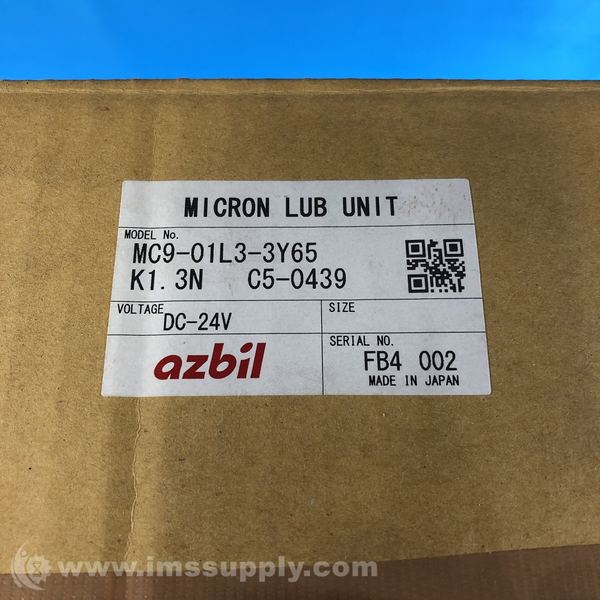 MICRON LUB UNIT
MODEL No.
MC9-01L3-3Y65
K1.3N C5-0439
VOLTAGE
DC-24V
SIZE
azbil
SERIAL NO.
FB4 002
MADE IN JAPAN
© www.imssupply.com